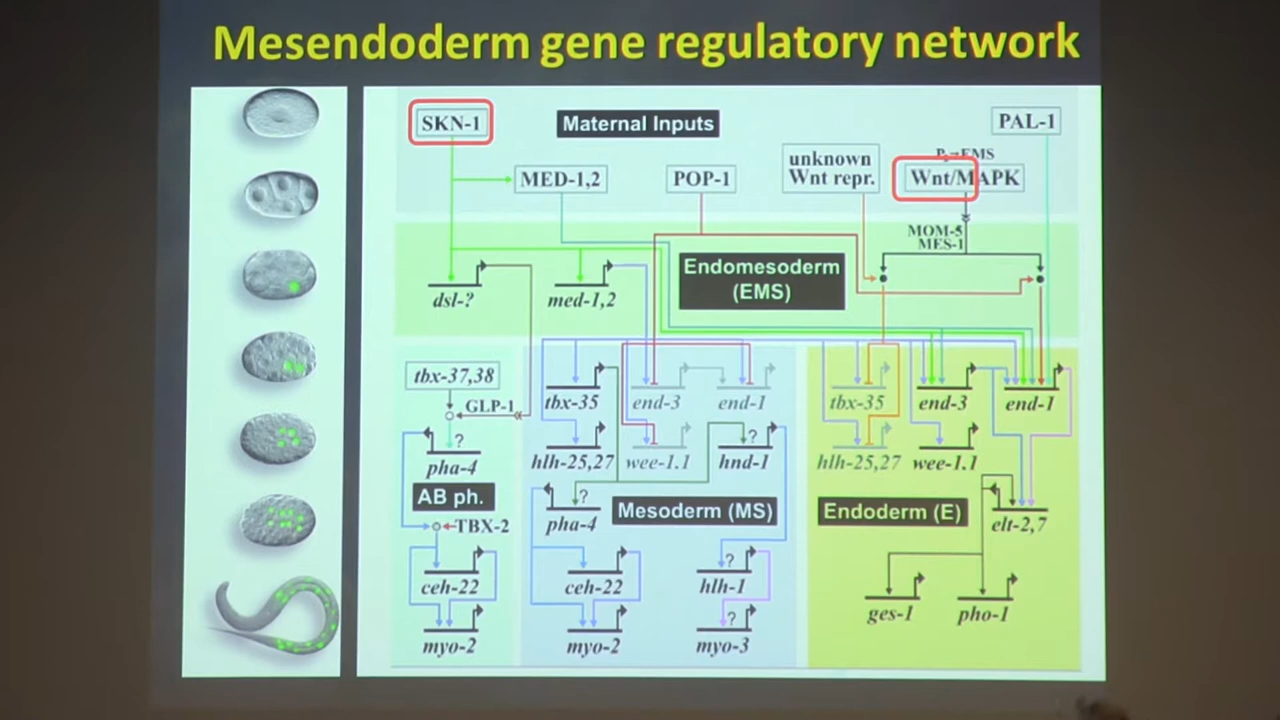 Mesendoderm gene regulatory network
SKN-1
Maternal Inputs
PAL-1
MED-1,2
POP-1
unknown
Wnt repr.
P₂→EMS
Wnt/MAPK
MOM-5
MES-1
Endomesoderm
(EMS)
dsl-?
med-1,2
tbx-37,38
GLP-1
?
pha-4
AB ph.
TBX-2
ceh-22
myo-2
tbx-35
end-3
end-1
hlh-25,27
wee-1.1
?
hnd-1
?
pha-4
Mesoderm (MS)
ceh-22
?
hlh-1
myo-2
?
myo-3
tbx-35
end-3
end-1
hlh-25,27
wee-1.1
Endoderm (E)
elt-2,7
ges-1
pho-1